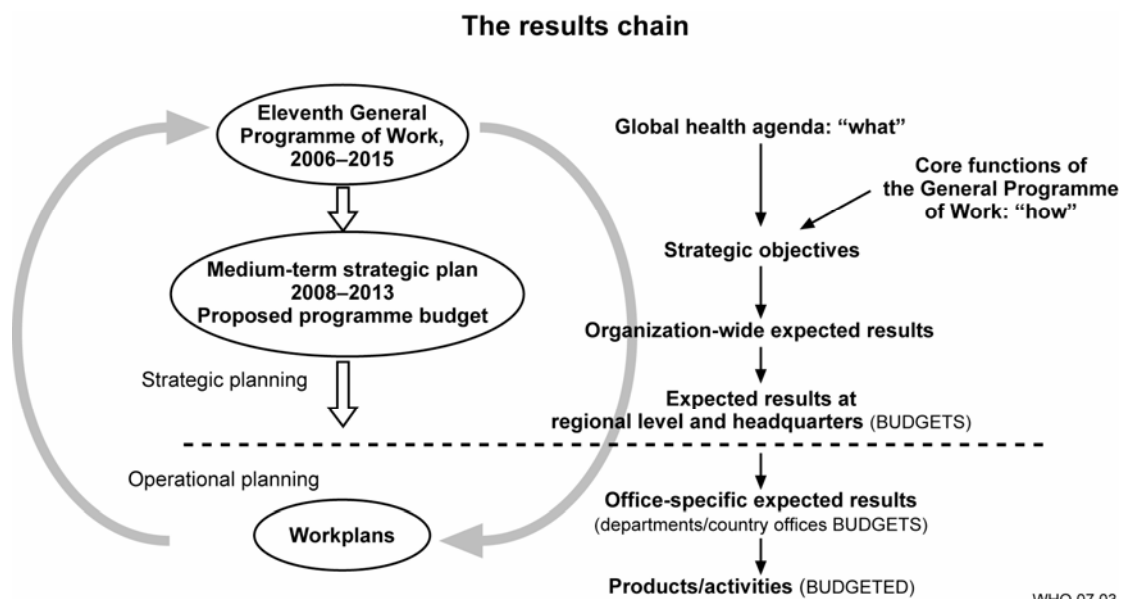 The results chain
Eleventh General
Programme of Work,
2006–2015
Medium-term strategic plan
2008–2013
Proposed programme budget
Strategic planning
Operational planning
Workplans
Global health agenda: “what”
Core functions of
the General Programme
of Work: “how”
Strategic objectives
Organization-wide expected results
Expected results at
regional level and headquarters (BUDGETS)
Office-specific expected results
(departments/country offices BUDGETS)
Products/activities (BUDGETED)
WHO 07.03